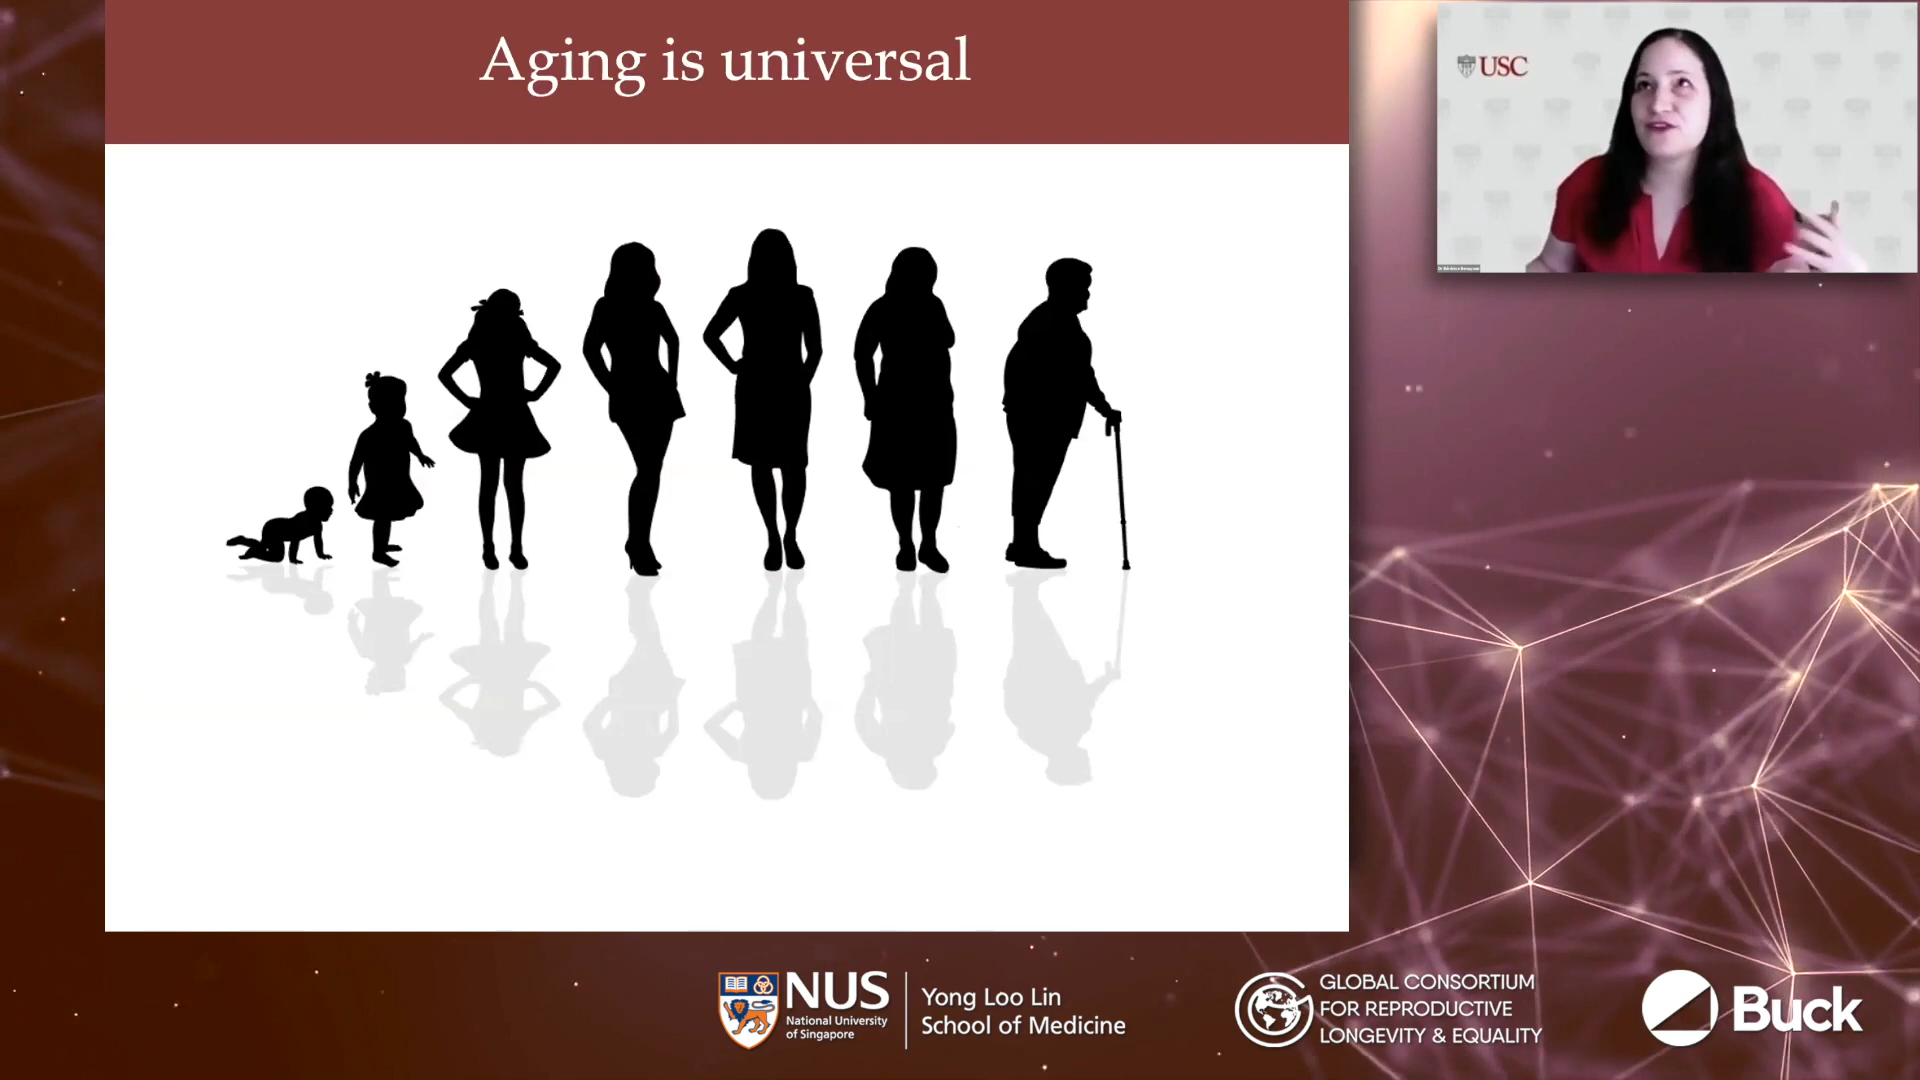 Aging is universal
USC
NUS
National University
of Singapore
Yong Loo Lin
School of Medicine
GLOBAL CONSORTIUM
FOR REPRODUCTIVE
LONGEVITY & EQUALITY
Buck